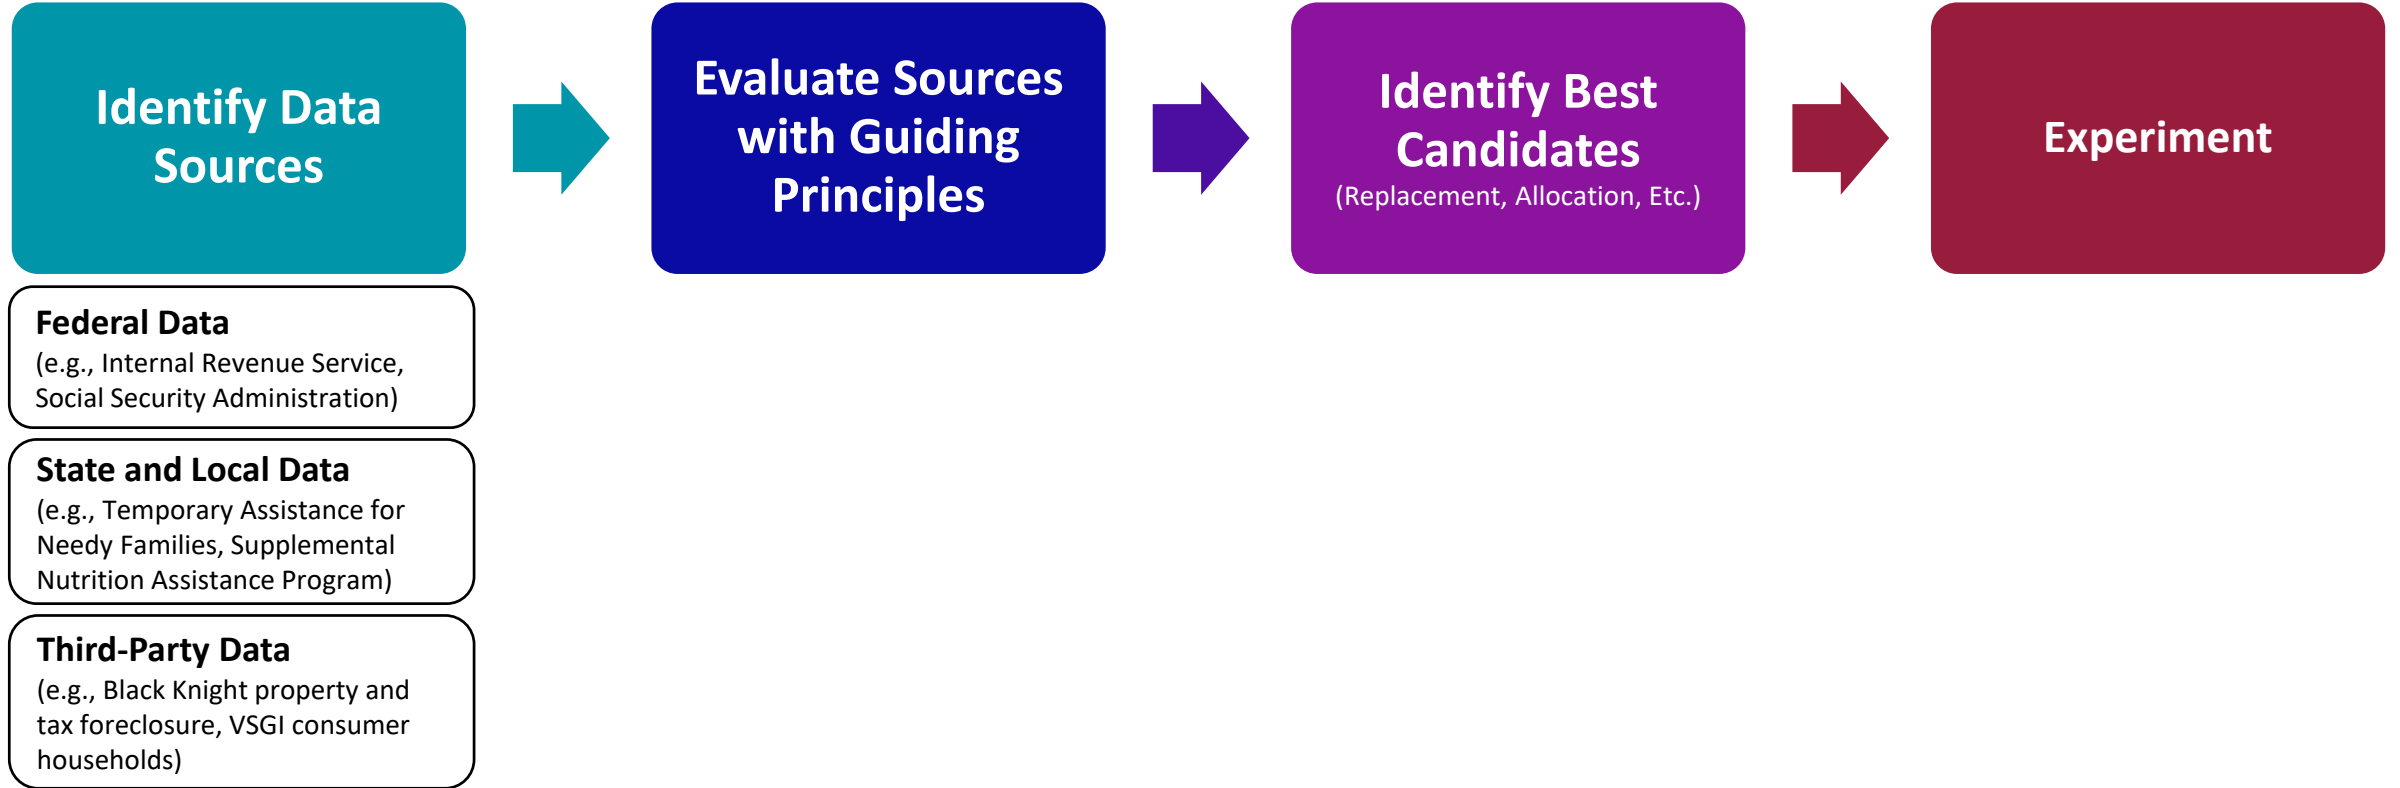 Identify Data
Sources
Evaluate Sources
with Guiding
Principles
Identify Best
Candidates
(Replacement, Allocation, Etc.)
Experiment
Federal Data
(e.g., Internal Revenue Service,
Social Security Administration)
State and Local Data
(e.g., Temporary Assistance for
Needy Families, Supplemental
Nutrition Assistance Program)
Third-Party Data
(e.g., Black Knight property and
tax foreclosure, VSGI consumer
households)